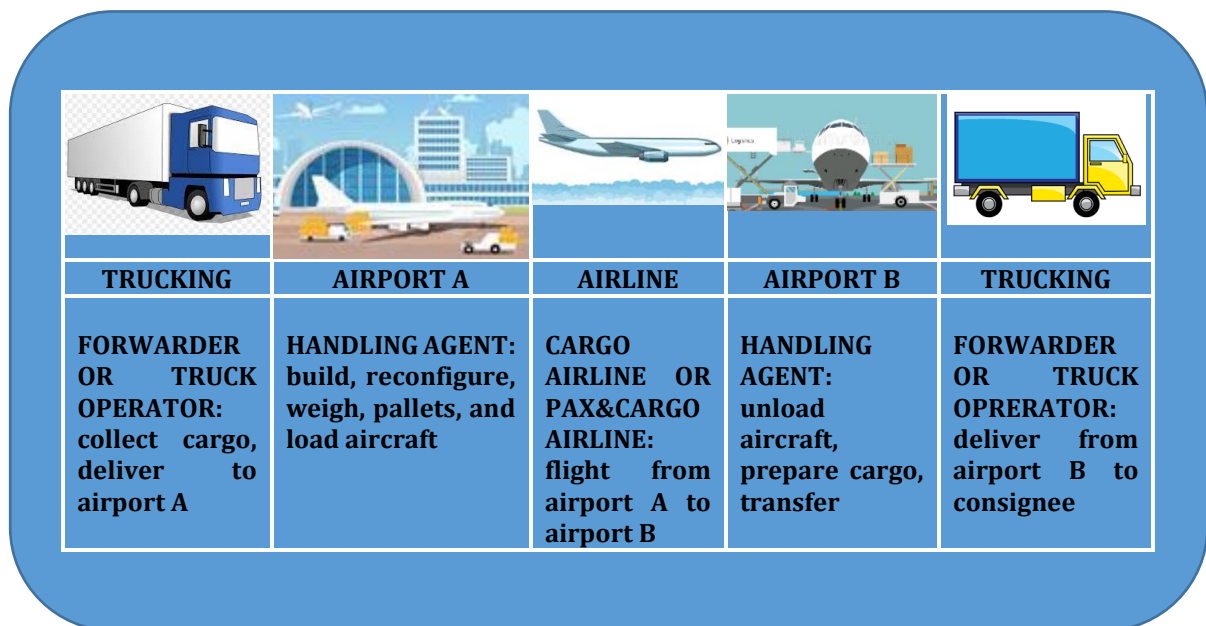 Logistics
TRUCKING
AIRPORT A
AIRLINE
AIRPORT B
TRUCKING
FORWARDER
OR TRUCK
OPERATOR:
collect cargo,
deliver to
airport A
HANDLING AGENT:
build, reconfigure,
weigh, pallets, and
load aircraft
CARGO
AIRLINE OR
PAX&CARGO
AIRLINE:
flight from
airport A to
airport B
HANDLING
AGENT:
unload
aircraft,
prepare cargo,
transfer
FORWARDER
OR TRUCK
OPRERATOR:
deliver from
airport B to
consignee